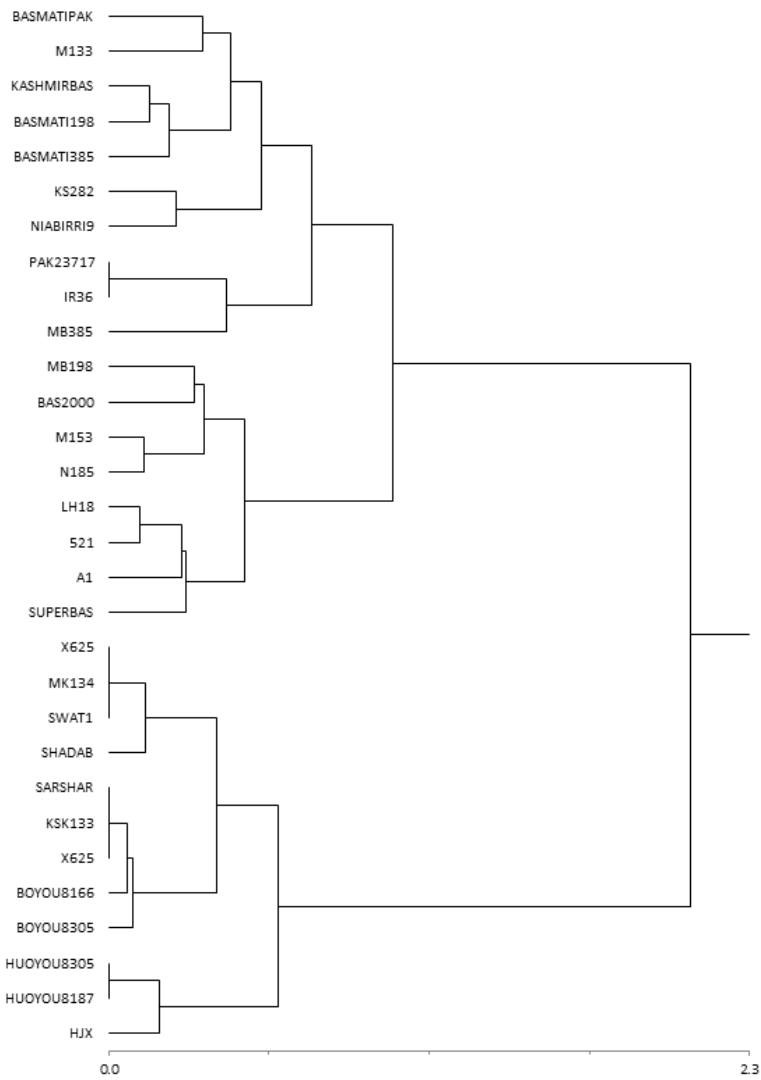 BASMATIPAK
M133
KASHMIRBAS
BASMATI198
BASMATI385
KS282
NIABIRRI9
PAK23717
IR36
MB385
MB198
BAS2000
M153
N185
LH18
521
A1
SUPERBAS
X625
MK134
SWAT1
SHADAB
SARSHAR
KSK133
X625
BOYOU8166
BOYOU8305
HUOYOU8305
HUOYOU8187
HJX
0.0 2.3